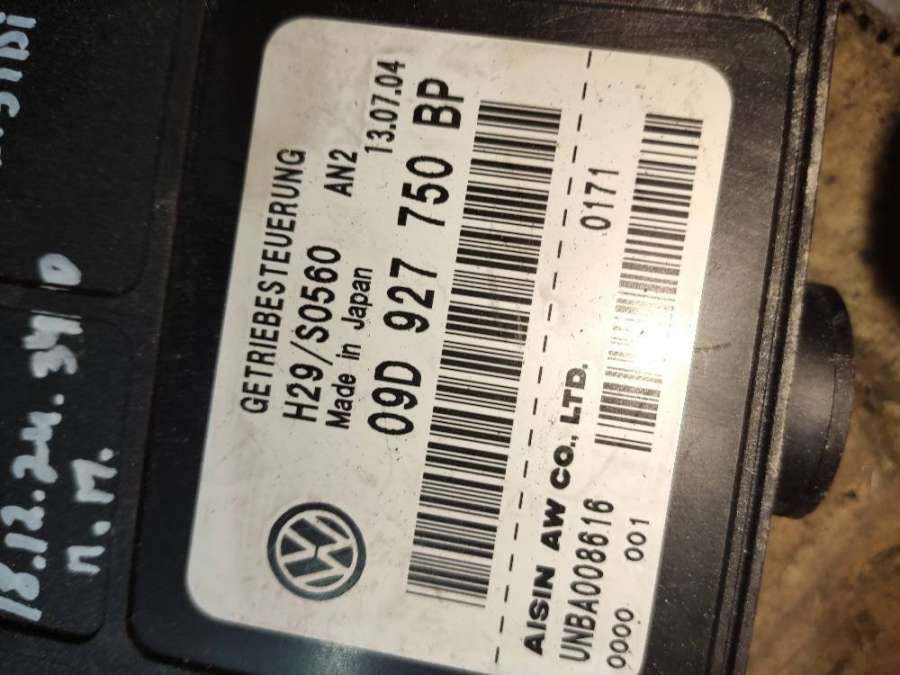 GETRIEBESTEUERUNG
H29/S0560 AN2
Made in Japan 13.07.04
09D 927 750 BP
AISIN AW CO., LTD. 0171
UNBA008616
0000 001
18.12.24.
п.м.